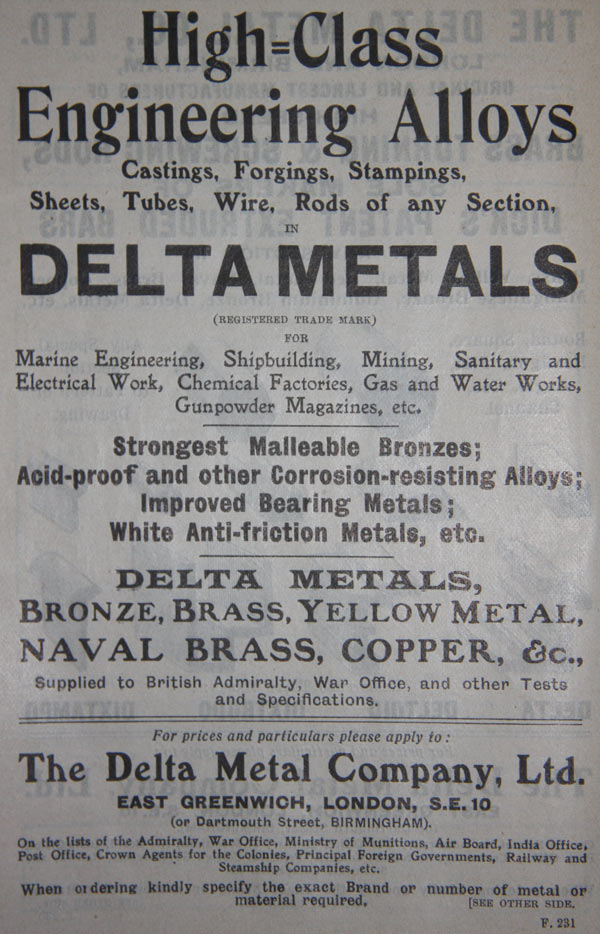 High=Class
Engineering Alloys
Castings, Forgings, Stampings,
Sheets, Tubes, Wire, Rods of any Section,
IN
DELTA METALS
(REGISTERED TRADE MARK)
FOR
Marine Engineering, Shipbuilding, Mining, Sanitary and
Electrical Work, Chemical Factories, Gas and Water Works,
Gunpowder Magazines, etc.
Strongest Malleable Bronzes;
Acid-proof and other Corrosion-resisting Alloys;
Improved Bearing Metals;
White Anti-friction Metals, etc.
DELTA METALS,
BRONZE, BRASS, YELLOW METAL,
NAVAL BRASS, COPPER, &c.,
Supplied to British Admiralty, War Office, and other Tests
and Specifications.
For prices and particulars please apply to:
The Delta Metal Company, Ltd.
EAST GREENWICH, LONDON, S.E.10
(or Dartmouth Street, BIRMINGHAM).
On the lists of the Admiralty, War Office, Ministry of Munitions, Air Board, India Office,
Post Office, Crown Agents for the Colonies, Principal Foreign Governments, Railway and
Steamship Companies, etc.
When ordering kindly specify the exact Brand or number of metal or
material required. [SEE OTHER SIDE.
F. 231